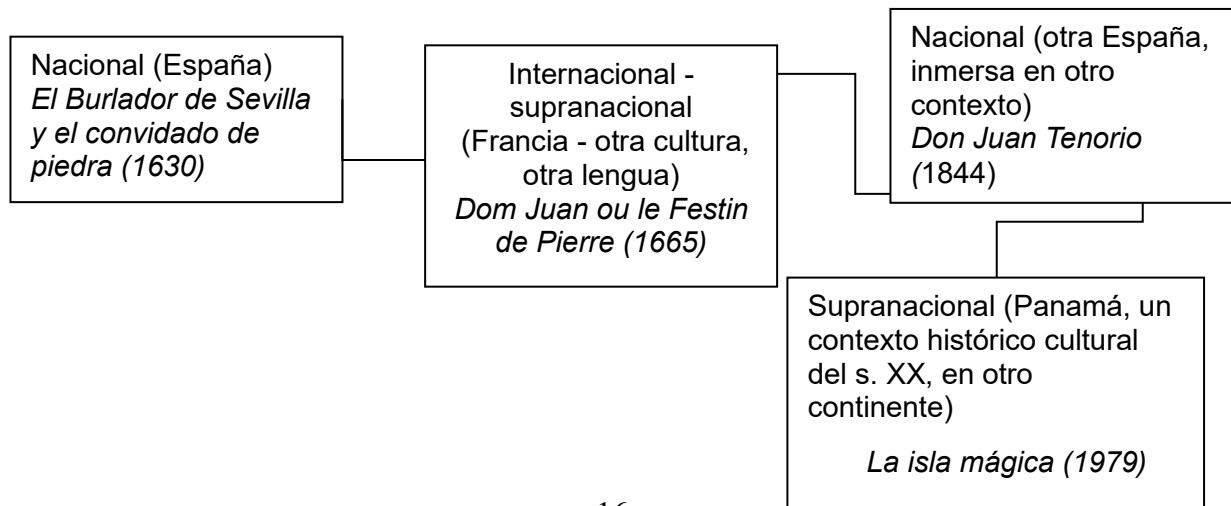 Nacional (España)
El Burlador de Sevilla
y el convidado de
piedra (1630)
Internacional -
supranacional
(Francia - otra cultura,
otra lengua)
Dom Juan ou le Festin
de Pierre (1665)
Nacional (otra España,
inmersa en otro
contexto)
Don Juan Tenorio
(1844)
Supranacional (Panamá, un
contexto histórico cultural
del s. XX, en otro
continente)
La isla mágica (1979)
16